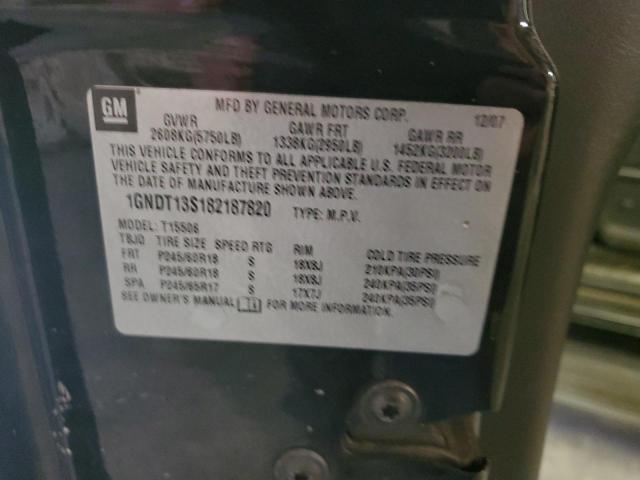 GM
MFD BY GENERAL MOTORS CORP. 12/07
GVWR GAWR FRT GAWR RR
2608KG(5750LB) 1338KG(2950LB) 1452KG(3200LB)
THIS VEHICLE CONFORMS TO ALL APPLICABLE U.S. FEDERAL MOTOR
VEHICLE SAFETY AND THEFT PREVENTION STANDARDS IN EFFECT ON
THE DATE OF MANUFACTURE SHOWN ABOVE.
1GNDT13S182187820 TYPE: M.P.V.
MODEL: T15506
TBJQ TIRE SIZE SPEED RTG RIM COLD TIRE PRESSURE
FRT P245/60R18 S 18X8J 210KPA(30PSI)
RR P245/60R18 S 18X8J 240KPA(35PSI)
SPA P245/65R17 S 17X7J 240KPA(35PSI)
SEE OWNER'S MANUAL FOR MORE INFORMATION.